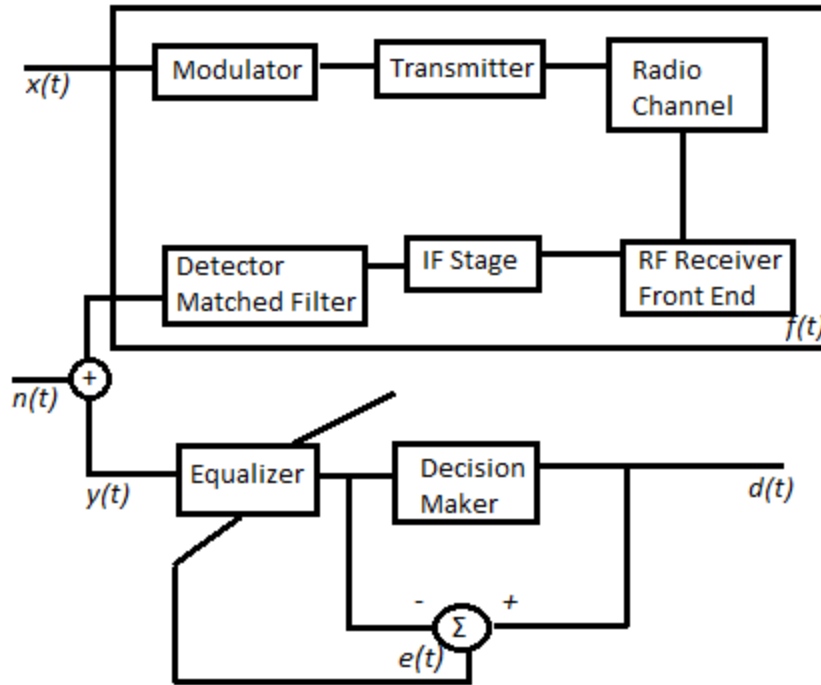 x(t)
Modulator
Transmitter
Radio
Channel
Detector
Matched Filter
IF Stage
RF Receiver
Front End
f(t)
+
n(t)
y(t)
Equalizer
Decision
Maker
d(t)
-
+
Σ
e(t)